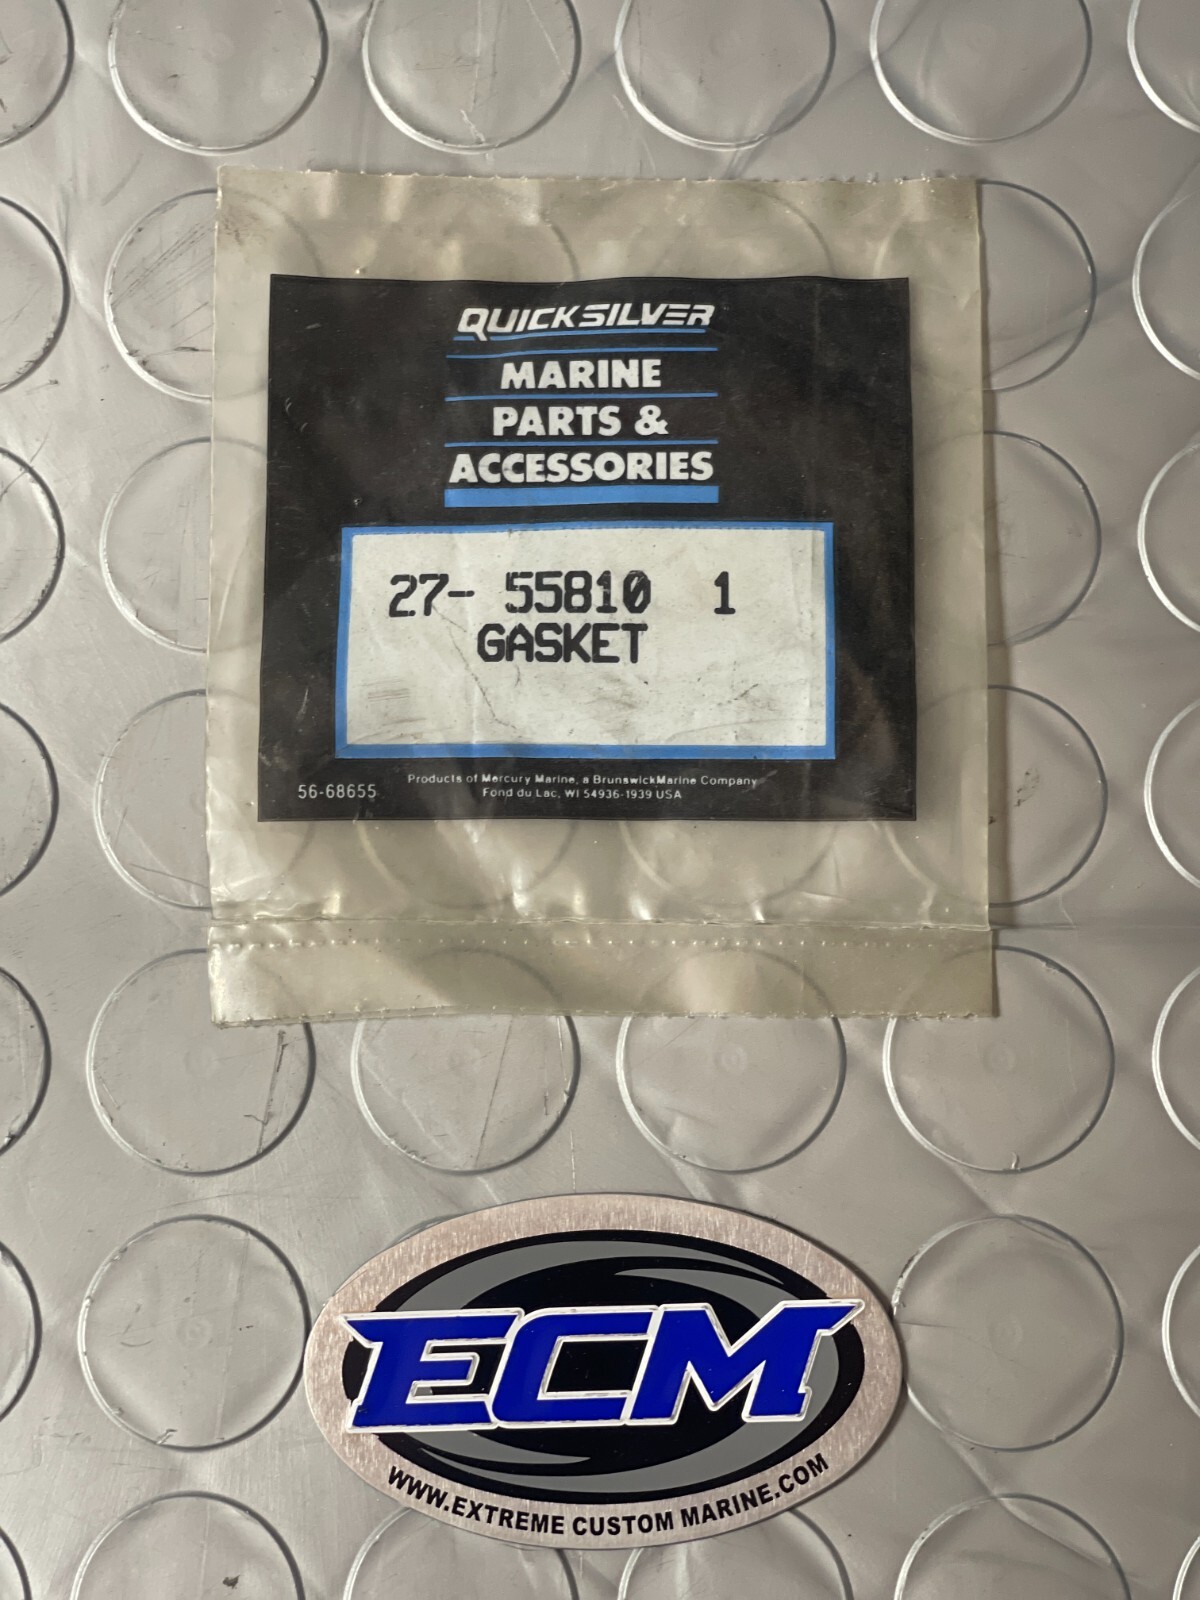 QUICKSILVER
MARINE
PARTS &
ACCESSORIES
27- 55810 1
GASKET
Products of Mercury Marine, a BrunswickMarine Company
Fond du Lac, WI 54936-1939 USA
56-68655
ECM
WWW.EXTREME CUSTOM MARINE.COM